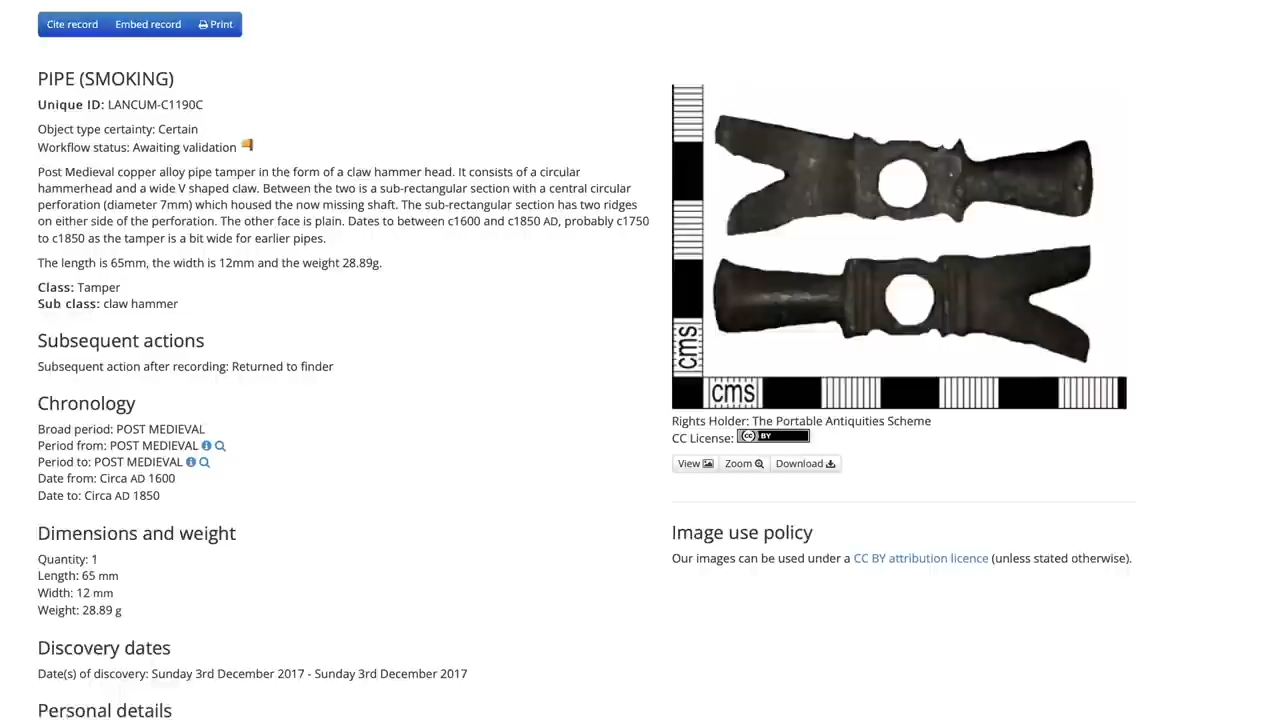 Cite record Embed record Print
PIPE (SMOKING)
Unique ID: LANCUM-C1190C
Object type certainty: Certain
Workflow status: Awaiting validation
Post Medieval copper alloy pipe tamper in the form of a claw hammer head. It consists of a circular
hammerhead and a wide V shaped claw. Between the two is a sub-rectangular section with a central circular
perforation (diameter 7mm) which housed the now missing shaft. The sub-rectangular section has two ridges
on either side of the perforation. The other face is plain. Dates to between c1600 and c1850 AD, probably c1750
to c1850 as the tamper is a bit wide for earlier pipes.
The length is 65mm, the width is 12mm and the weight 28.89g.
Class: Tamper
Sub class: claw hammer
Subsequent actions
Subsequent action after recording: Returned to finder
Chronology
Broad period: POST MEDIEVAL
Period from: POST MEDIEVAL
Period to: POST MEDIEVAL
Date from: Circa AD 1600
Date to: Circa AD 1850
Dimensions and weight
Quantity: 1
Length: 65 mm
Width: 12 mm
Weight: 28.89 g
Discovery dates
Date(s) of discovery: Sunday 3rd December 2017 - Sunday 3rd December 2017
Personal details
cms
cms
Rights Holder: The Portable Antiquities Scheme
CC License: cc BY
View Zoom Download
Image use policy
Our images can be used under a CC BY attribution licence (unless stated otherwise).